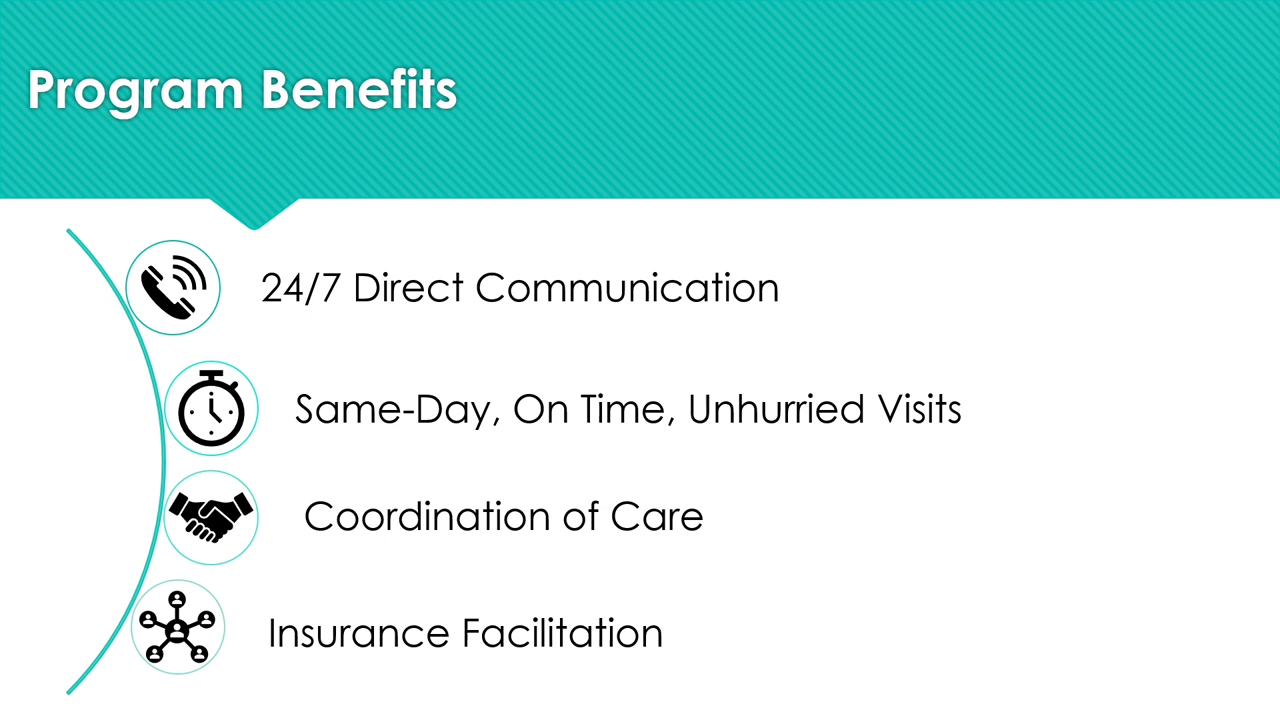 Program Benefits
24/7 Direct Communication
Same-Day, On Time, Unhurried Visits
Coordination of Care
Insurance Facilitation